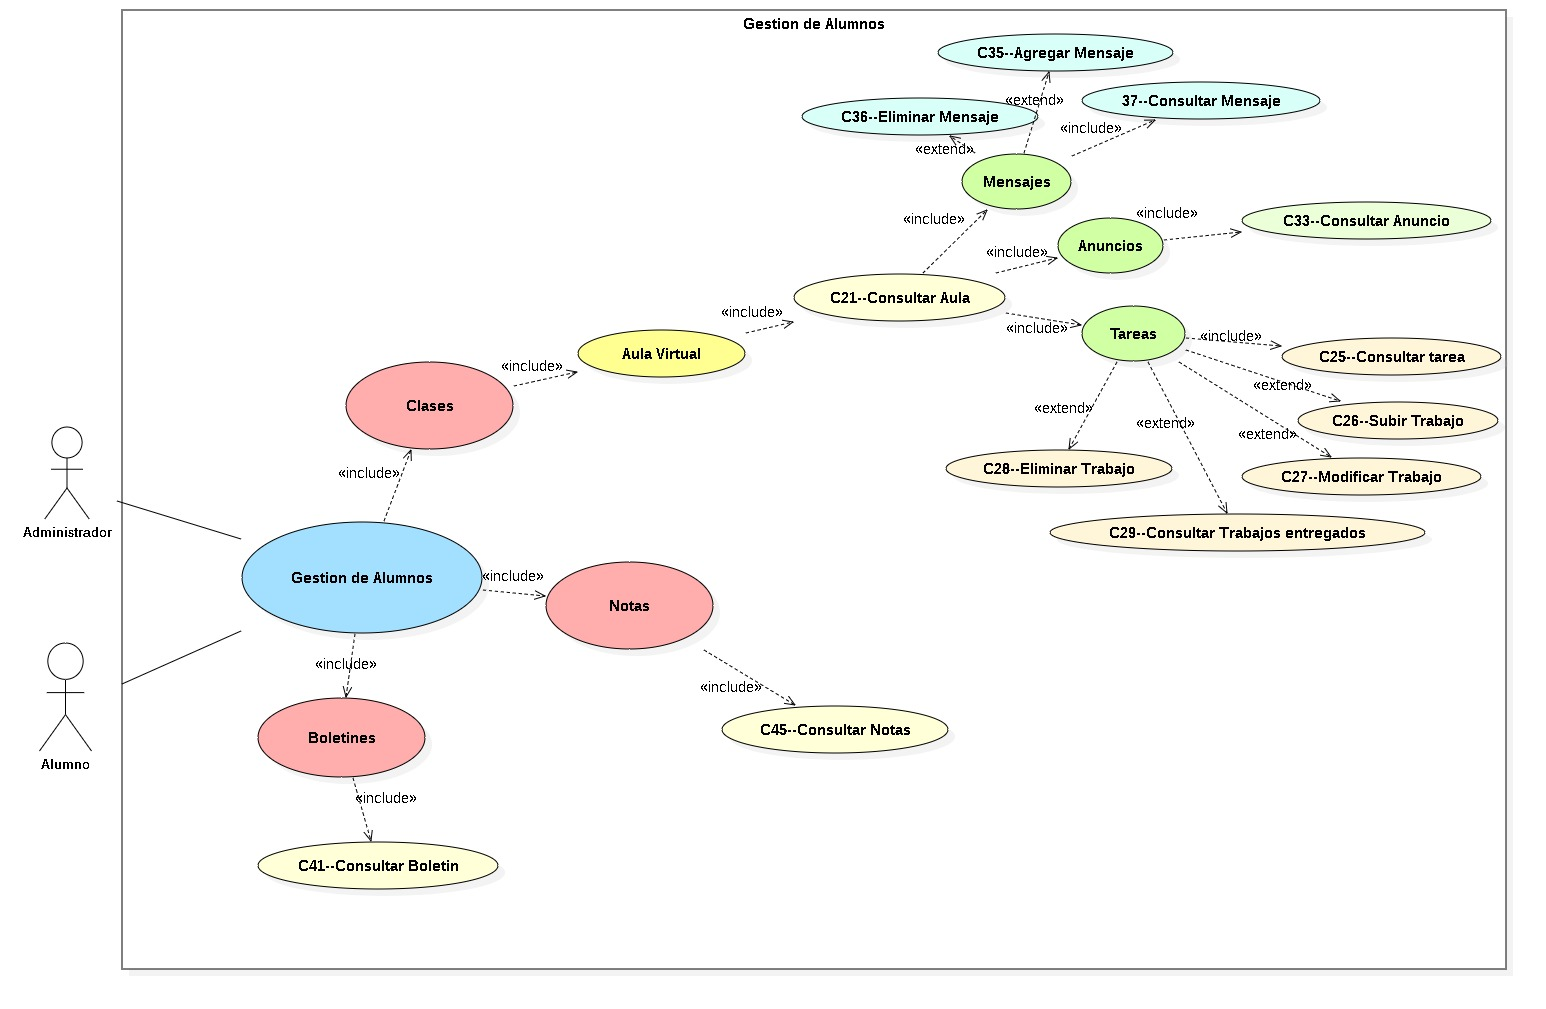 Gestion de Alumnos
C35--Agregar Mensaje
«extend»
37--Consultar Mensaje
C36--Eliminar Mensaje
«include»
«extend»
Mensajes
«include»
«include»
C33--Consultar Anuncio
Anuncios
«include»
C21--Consultar Aula
«include»
«include»
Tareas
«include»
Aula Virtual
C25--Consultar tarea
«include»
«extend»
Clases
«extend»
C26--Subir Trabajo
«extend»
«extend»
C28--Eliminar Trabajo
C27--Modificar Trabajo
«include»
Administrador
C29--Consultar Trabajos entregados
Gestion de Alumnos
«include»
Notas
«include»
«include»
Boletines
C45--Consultar Notas
Alumno
«include»
C41--Consultar Boletin